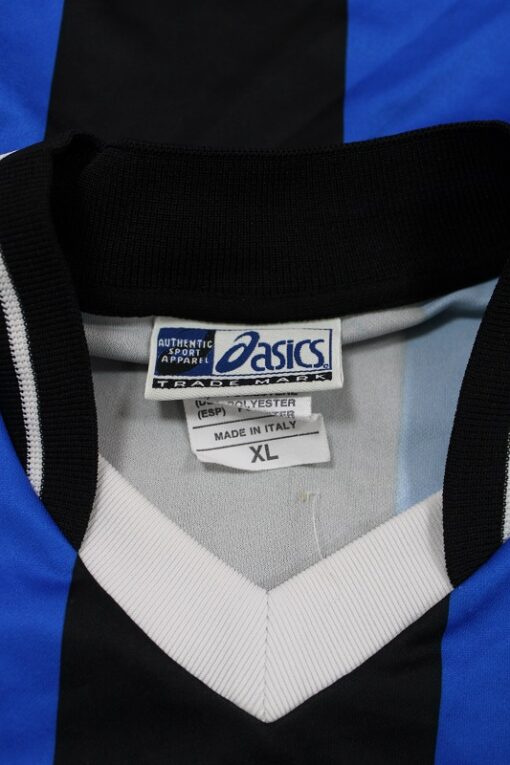 AUTHENTIC
SPORT
APPAREL
asics
TRADE MARK
POLYESTER
(ESP)
MADE IN ITALY
XL